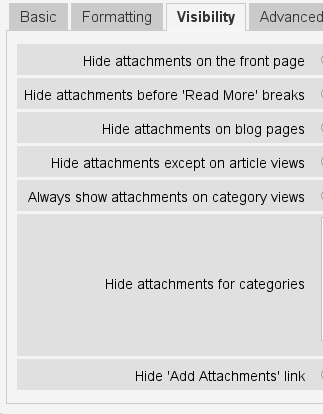 Basic Formatting Visibility Advanced
Hide attachments on the front page
Hide attachments before 'Read More' breaks
Hide attachments on blog pages
Hide attachments except on article views
Always show attachments on category views
Hide attachments for categories
Hide 'Add Attachments' link